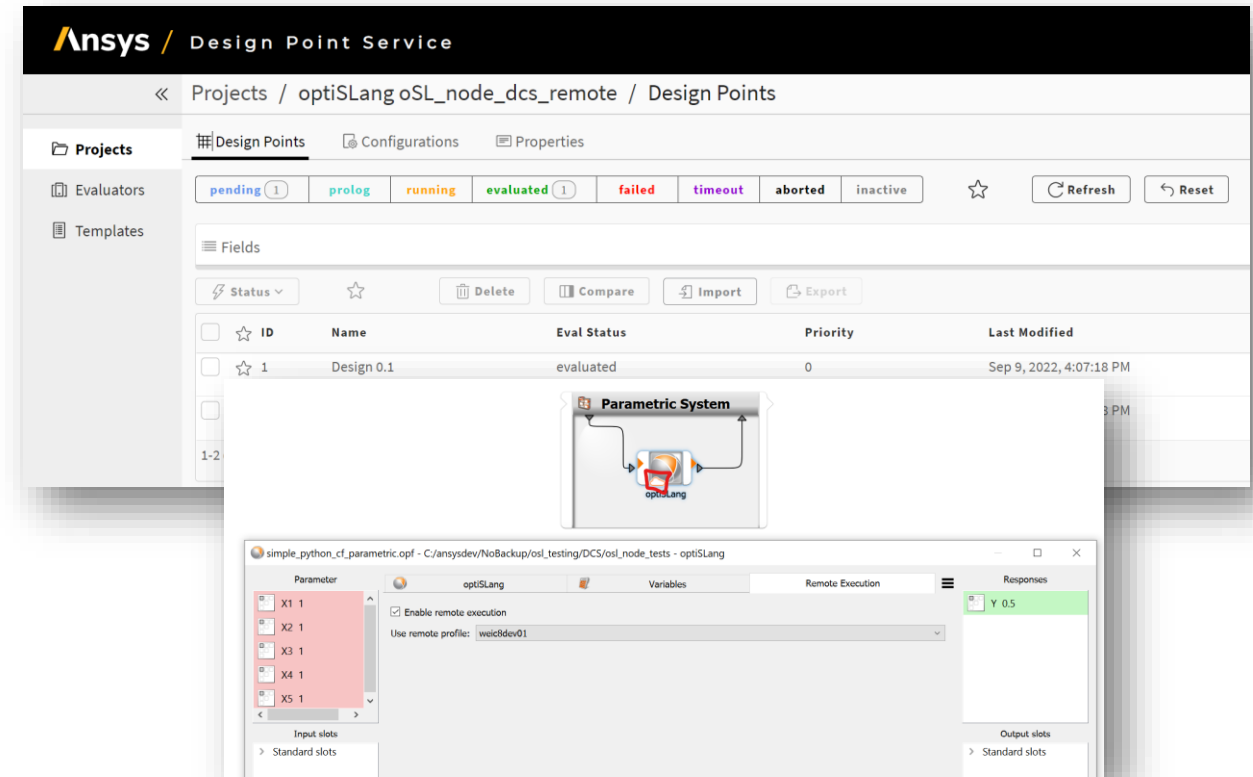 Ansys / Design Point Service
« Projects / optiSLang oSL_node_dcs_remote / Design Points
Projects
Evaluators
Templates
Design Points Configurations Properties
pending 1 prolog running evaluated 1 failed timeout aborted inactive Refresh Reset
Fields
Status Delete Compare Import Export
ID Name Eval Status Priority Last Modified
1 Design 0.1 evaluated 0 Sep 9, 2022, 4:07:18 PM
PM
1-2
Parametric System
optiSLang
simple_python_cf_parametric.opf - C:/ansysdev/NoBackup/osl_testing/DCS/osl_node_tests - optiSLang
Parameter optiSLang Variables Remote Execution Responses
X1 1
X2 1
X3 1
X4 1
X5 1
Enable remote execution
Use remote profile: weic8dev01
Y 0.5
Input slots
> Standard slots
Output slots
> Standard slots